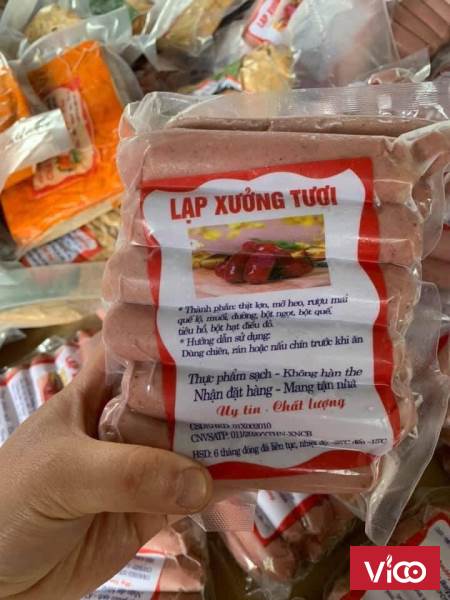 LẠP XƯỞNG TƯƠI
* Thành phần: thịt lợn, mỡ heo, rượu mai
quế lộ, muối, đường, bột ngọt, bột quế,
tiêu hồ, bột hạt điều đỏ.
* Hướng dẫn sử dụng:
Dùng chiên, rán hoặc nấu chín trước khi ăn
Thực phẩm sạch - Không hàn the
Nhận đặt hàng - Mang tận nhà
Uy tín - Chất lượng
HSD: 6 tháng đông đá liên tục, nhiệt độ
VICO